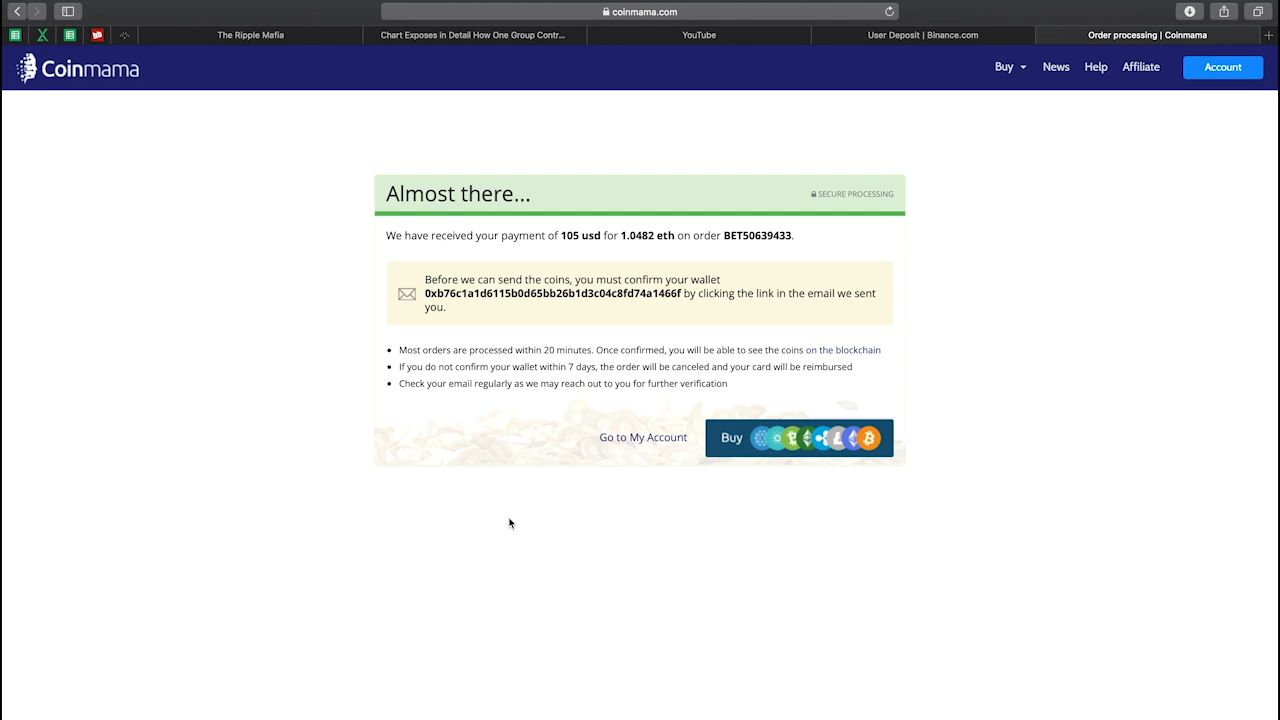 coinmama.com
The Ripple Mafia
Chart Exposes in Detail How One Group Contr...
YouTube
User Deposit | Binance.com
Order processing | Coinmama
Coinmama
Buy
News
Help
Affiliate
Account
Almost there...
SECURE PROCESSING
We have received your payment of 105 usd for 1.0482 eth on order BET50639433.
Before we can send the coins, you must confirm your wallet
0xb76c1a1d6115b0d65bb26b1d3c04c8fd74a1466f by clicking the link in the email we sent
you.
Most orders are processed within 20 minutes. Once confirmed, you will be able to see the coins on the blockchain
If you do not confirm your wallet within 7 days, the order will be canceled and your card will be reimbursed
Check your email regularly as we may reach out to you for further verification
Go to My Account
Buy